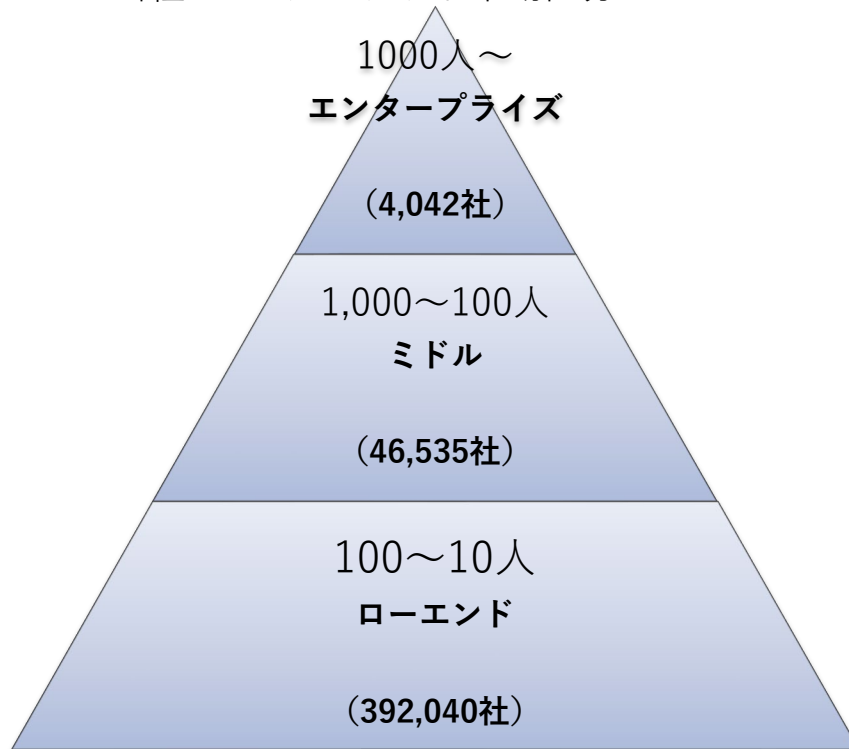 1000人～
エンタープライズ
（4,042社）
1,000～100人
ミドル
（46,535社）
100～10人
ローエンド
（392,040社）